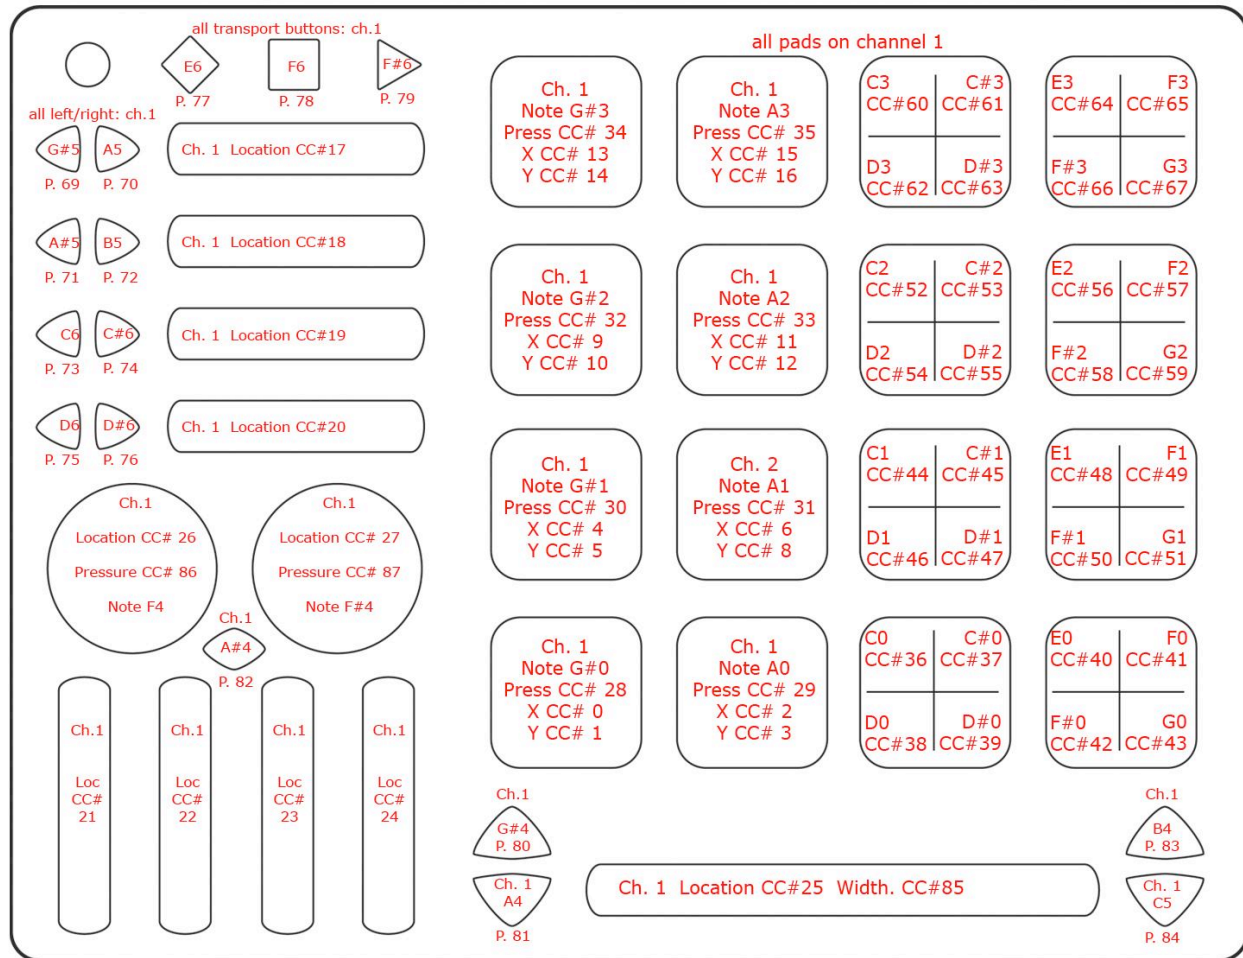 all transport buttons: ch.1
E6
F6
F#6
P. 77
P. 78
P. 79
all left/right: ch.1
G#5
A5
P. 69
P. 70
Ch. 1 Location CC#17
A#5
B5
P. 71
P. 72
Ch. 1 Location CC#18
C6
C#6
P. 73
P. 74
Ch. 1 Location CC#19
D6
D#6
P. 75
P. 76
Ch. 1 Location CC#20
Ch.1
Location CC# 26
Pressure CC# 86
Note F4
Ch.1
Location CC# 27
Pressure CC# 87
Note F#4
Ch.1
A#4
P. 82
Ch.1
Loc
CC#
21
Ch.1
Loc
CC#
22
Ch.1
Loc
CC#
23
Ch.1
Loc
CC#
24
all pads on channel 1
Ch. 1
Note G#3
Press CC# 34
X CC# 13
Y CC# 14
Ch. 1
Note A3
Press CC# 35
X CC# 15
Y CC# 16
C3 C#3
CC#60 CC#61
D3 D#3
CC#62 CC#63
E3 F3
CC#64 CC#65
F#3 G3
CC#66 CC#67
Ch. 1
Note G#2
Press CC# 32
X CC# 9
Y CC# 10
Ch. 1
Note A2
Press CC# 33
X CC# 11
Y CC# 12
C2 C#2
CC#52 CC#53
D2 D#2
CC#54 CC#55
E2 F2
CC#56 CC#57
F#2 G2
CC#58 CC#59
Ch. 1
Note G#1
Press CC# 30
X CC# 4
Y CC# 5
Ch. 2
Note A1
Press CC# 31
X CC# 6
Y CC# 8
C1 C#1
CC#44 CC#45
D1 D#1
CC#46 CC#47
E1 F1
CC#48 CC#49
F#1 G1
CC#50 CC#51
Ch. 1
Note G#0
Press CC# 28
X CC# 0
Y CC# 1
Ch. 1
Note A0
Press CC# 29
X CC# 2
Y CC# 3
C0 C#0
CC#36 CC#37
D0 D#0
CC#38 CC#39
E0 F0
CC#40 CC#41
F#0 G0
CC#42 CC#43
Ch.1
G#4
P. 80
Ch. 1
A4
P. 81
Ch. 1 Location CC#25 Width. CC#85
Ch.1
B4
P. 83
Ch. 1
C5
P. 84